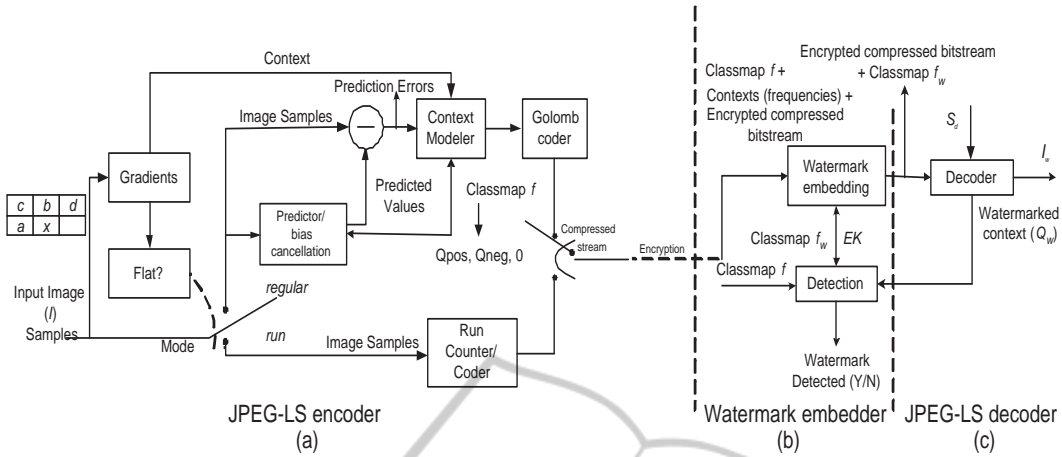 Context
Prediction Errors
Image Samples
Context
Modeler
Golomb
coder
Gradients
c b d
a x
Predicted
Values
Classmap f
Predictor/
bias
cancellation
Compressed
stream
Qpos, Qneg, 0
Flat?
Input Image
(I)
Samples
Mode
regular
run
Image Samples
Run
Counter/
Coder
Encryption
JPEG-LS encoder
(a)
Classmap f +
Contexts (frequencies) +
Encrypted compressed
bitstream
Encrypted compressed bitstream
+ Classmap fw
Watermark
embedding
Classmap fw
EK
Classmap f
Detection
Watermark
Detected (Y/N)
Watermark embedder
(b)
Sd
Decoder
Iw
Watermarked
context (Qw)
JPEG-LS decoder
(c)